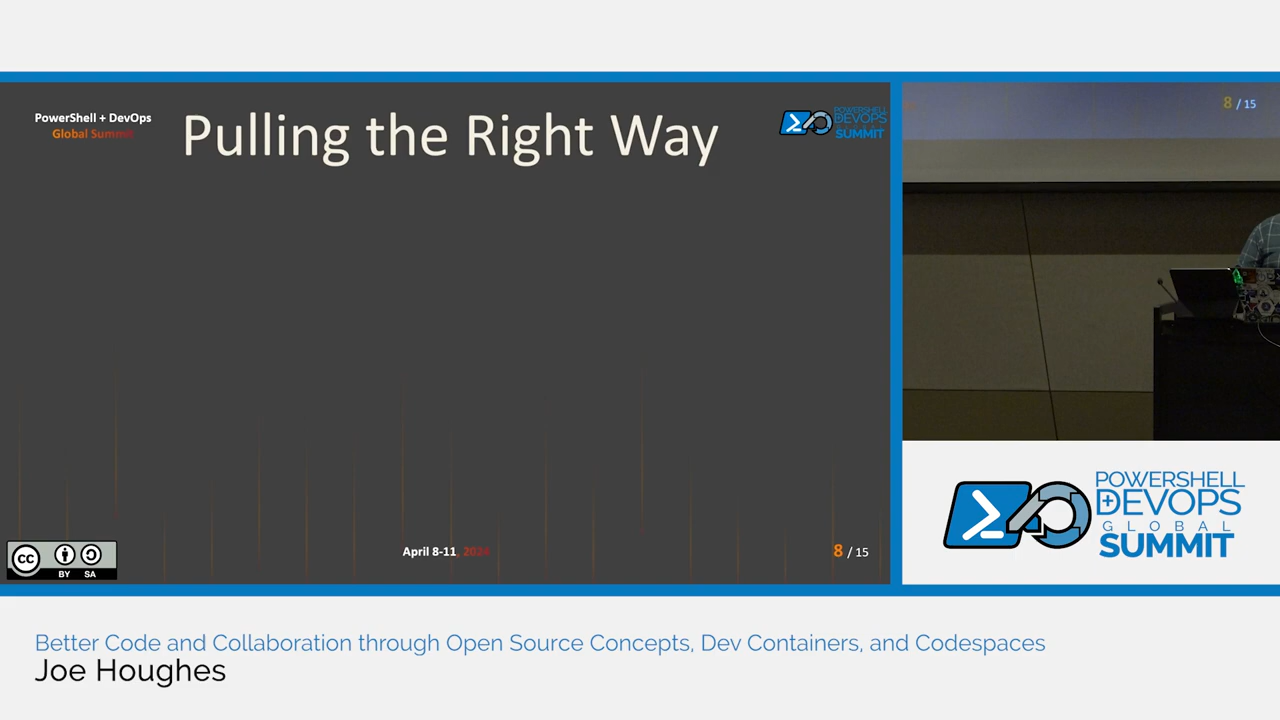 PowerShell + DevOps
Global Summit
Pulling the Right Way
POWERSHELL
DEVOPS
GLOBAL
SUMMIT
8 / 15
April 8-11, 2024
8 / 15
CC
BY SA
POWERSHELL
+DEVOPS
GLOBAL
SUMMIT
Better Code and Collaboration through Open Source Concepts, Dev Containers, and Codespaces
Joe Houghes